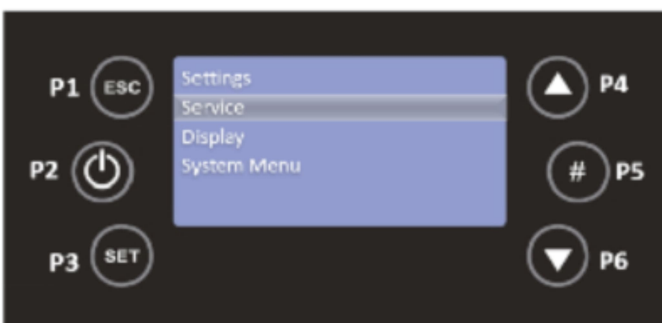 P1 ESC
Settings
Service
Display
System Menu
P4
P2
# P5
P3 SET
P6